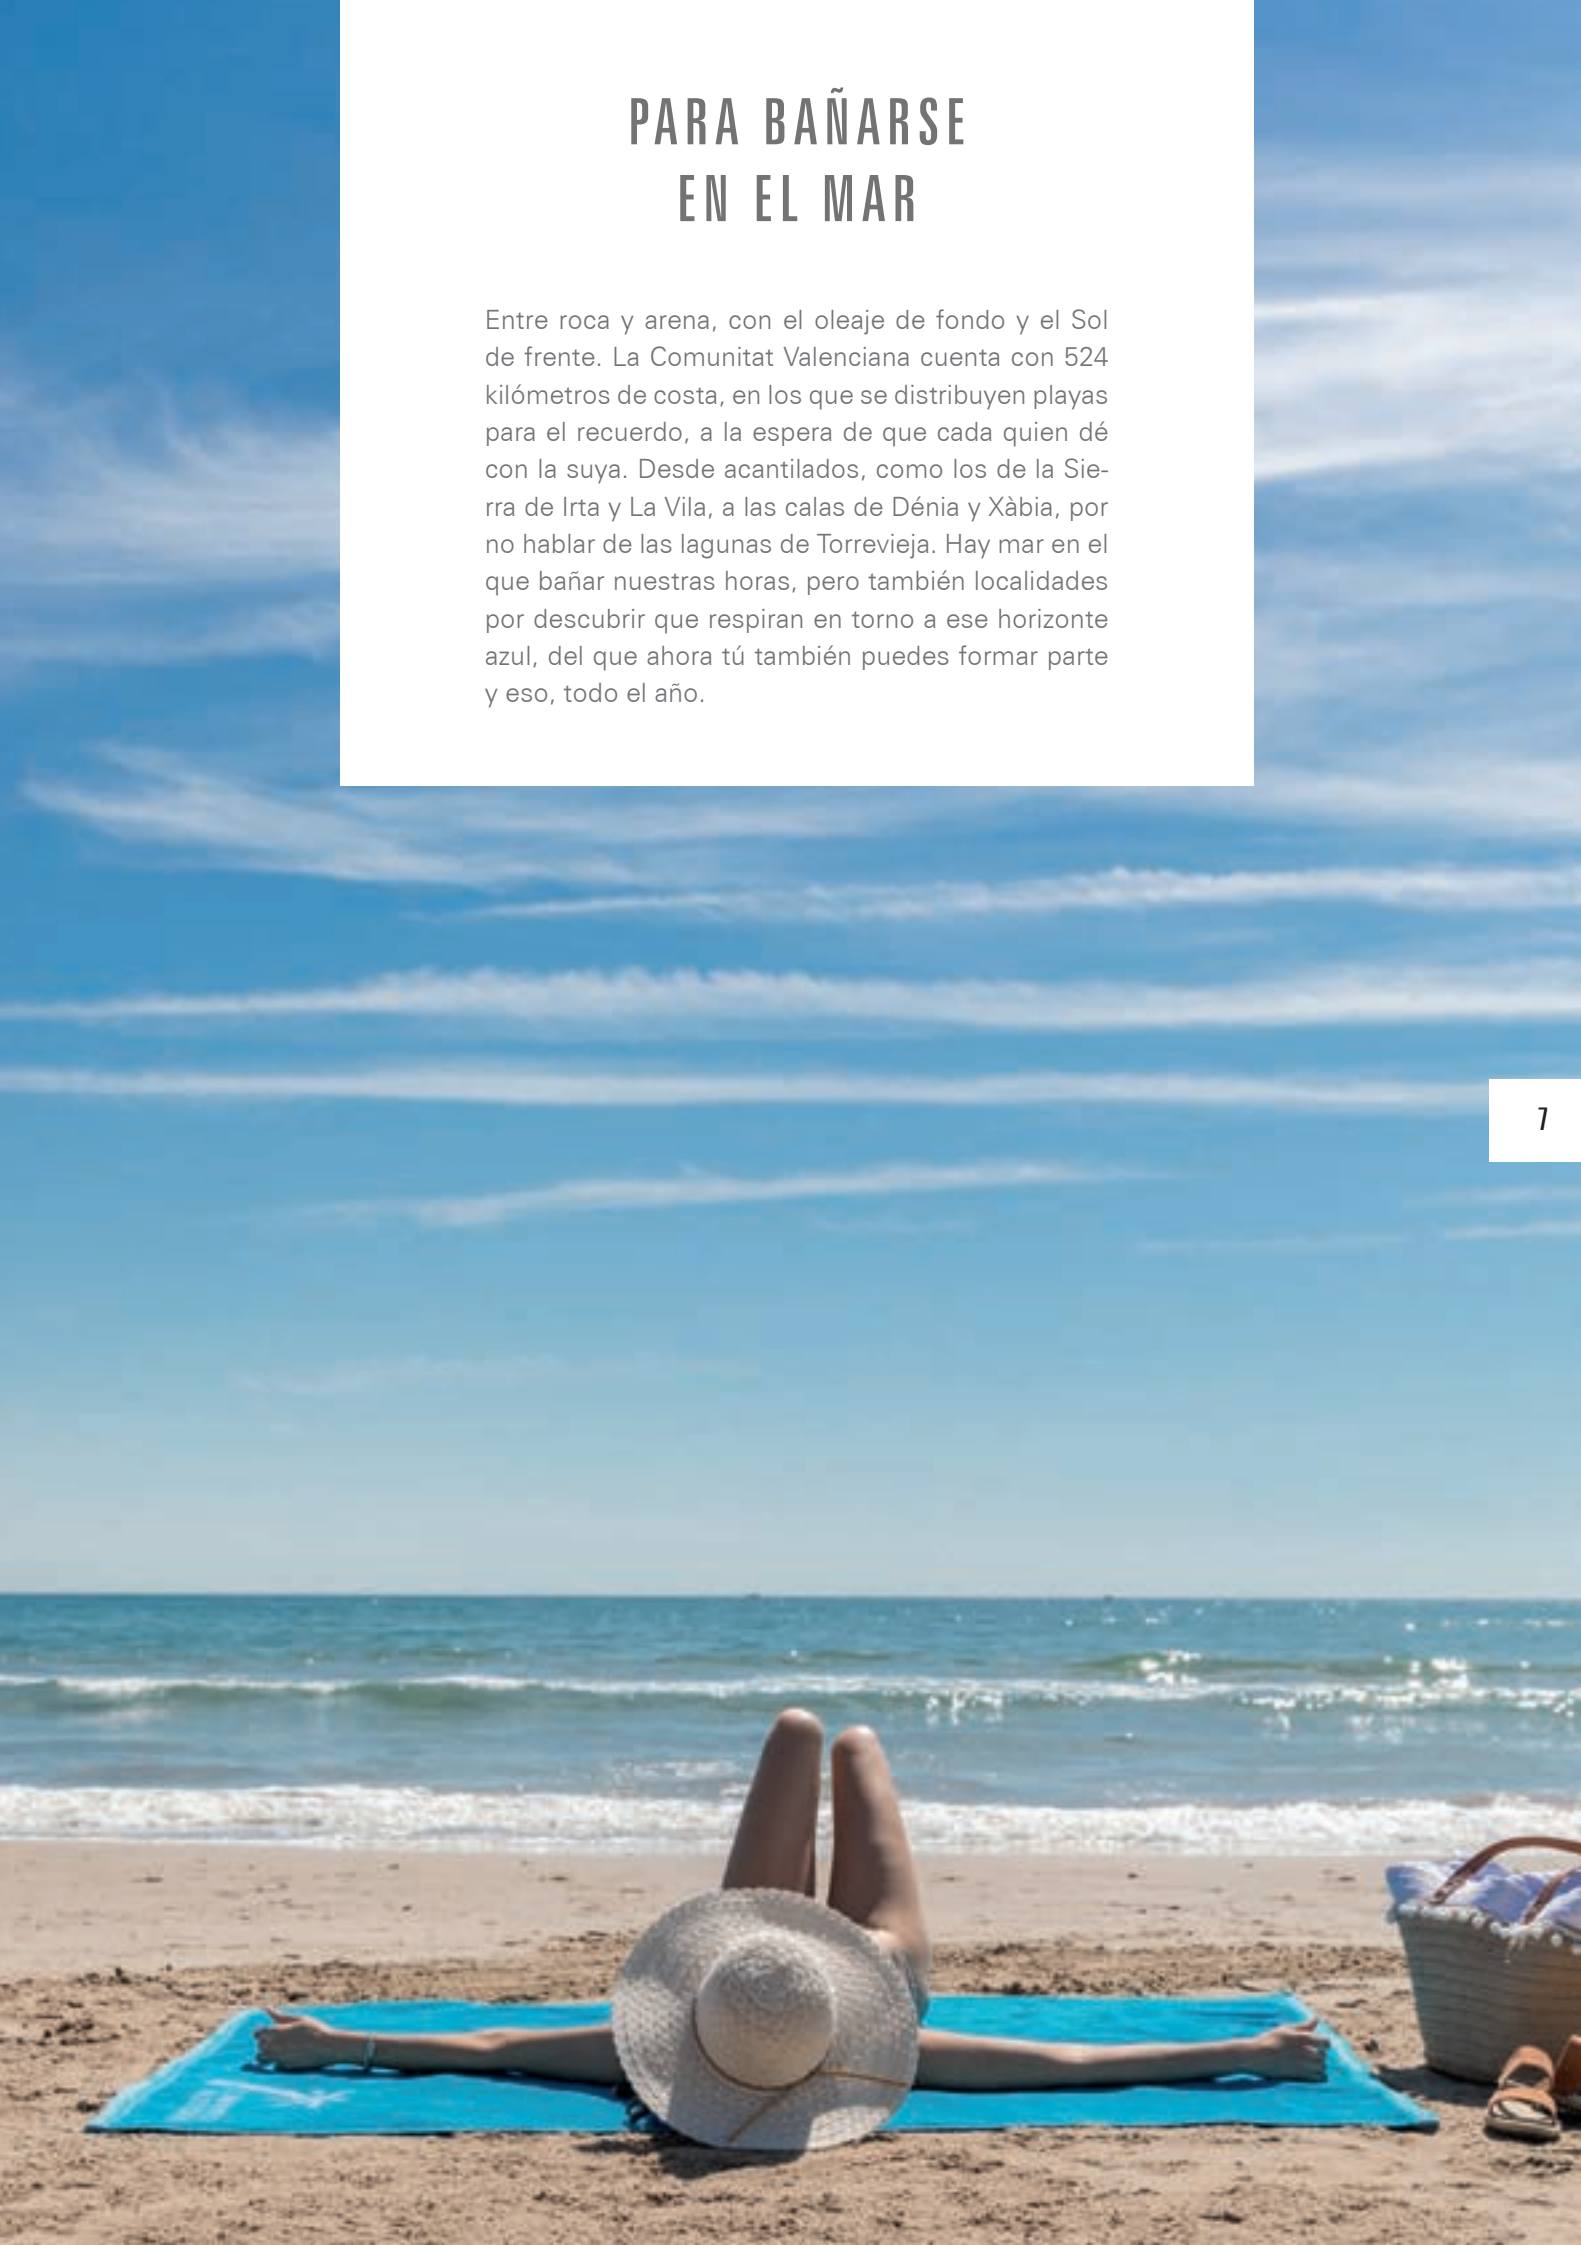 PARA BAÑARSE
EN EL MAR
Entre roca y arena, con el oleaje de fondo y el Sol
de frente. La Comunitat Valenciana cuenta con 524
kilómetros de costa, en los que se distribuyen playas
para el recuerdo, a la espera de que cada quien dé
con la suya. Desde acantilados, como los de la Sie-
rra de Irta y La Vila, a las calas de Dénia y Xàbia, por
no hablar de las lagunas de Torrevieja. Hay mar en el
que bañar nuestras horas, pero también localidades
por descubrir que respiran en torno a ese horizonte
azul, del que ahora tú también puedes formar parte
y eso, todo el año.
7